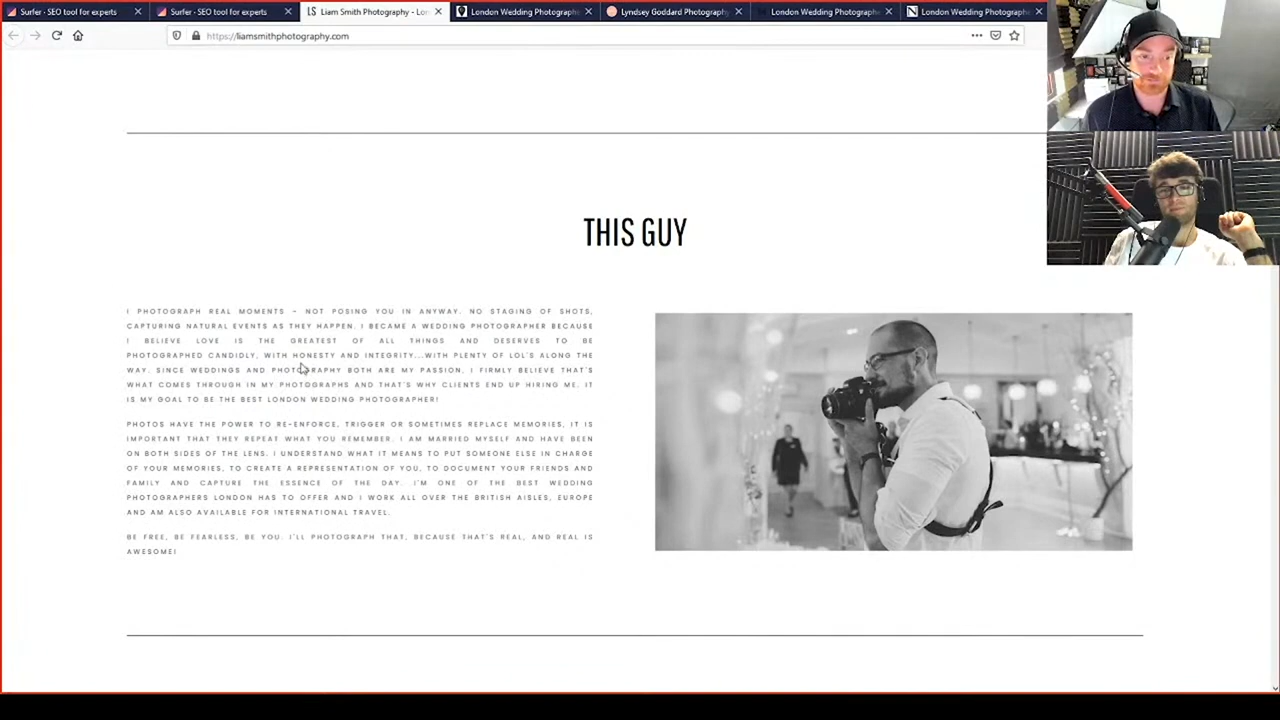 Surfer - SEO tool for experts
Surfer - SEO tool for experts
LS Liam Smith Photography - Lon
London Wedding Photograph
Lyndsey Goddard Photography
London Wedding Photograph
London Wedding Photograph
https://liamsmithphotography.com
THIS GUY
I PHOTOGRAPH REAL MOMENTS – NOT POSING YOU IN ANYWAY. NO STAGING OF SHOTS,
CAPTURING NATURAL EVENTS AS THEY HAPPEN. I BECAME A WEDDING PHOTOGRAPHER BECAUSE
I BELIEVE LOVE IS THE GREATEST OF ALL THINGS AND DESERVES TO BE
PHOTOGRAPHED CANDIDLY, WITH HONESTY AND INTEGRITY...WITH PLENTY OF LOL'S ALONG THE
WAY. SINCE WEDDINGS AND PHOTOGRAPHY BOTH ARE MY PASSION, I FIRMLY BELIEVE THAT'S
WHAT COMES THROUGH IN MY PHOTOGRAPHS AND THAT'S WHY CLIENTS END UP HIRING ME. IT
IS MY GOAL TO BE THE BEST LONDON WEDDING PHOTOGRAPHER!
PHOTOS HAVE THE POWER TO RE-ENFORCE, TRIGGER OR SOMETIMES REPLACE MEMORIES, IT IS
IMPORTANT THAT THEY REPEAT WHAT YOU REMEMBER. I AM MARRIED MYSELF AND HAVE BEEN
ON BOTH SIDES OF THE LENS. I UNDERSTAND WHAT IT MEANS TO PUT SOMEONE ELSE IN CHARGE
OF YOUR MEMORIES, TO CREATE A REPRESENTATION OF YOU, TO DOCUMENT YOUR FRIENDS AND
FAMILY AND CAPTURE THE ESSENCE OF THE DAY. I'M ONE OF THE BEST WEDDING
PHOTOGRAPHERS LONDON HAS TO OFFER AND I WORK ALL OVER THE BRITISH AISLES, EUROPE
AND AM ALSO AVAILABLE FOR INTERNATIONAL TRAVEL.
BE FREE, BE FEARLESS, BE YOU. I'LL PHOTOGRAPH THAT, BECAUSE THAT'S REAL, AND REAL IS
AWESOME!